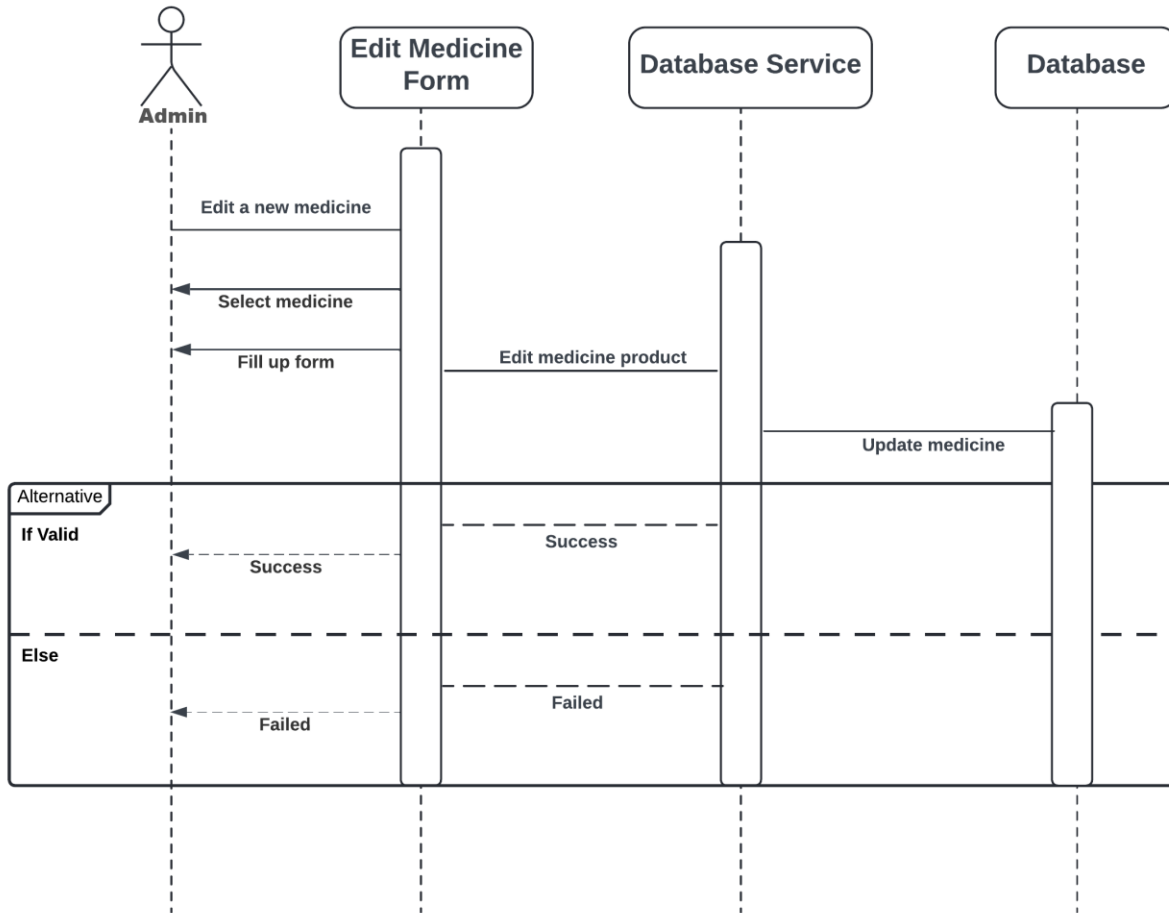 Edit Medicine
Form
Database Service
Database
Admin
Edit a new medicine
Select medicine
Fill up form
Edit medicine product
Update medicine
Alternative
If Valid
Success
Success
Else
Failed
Failed